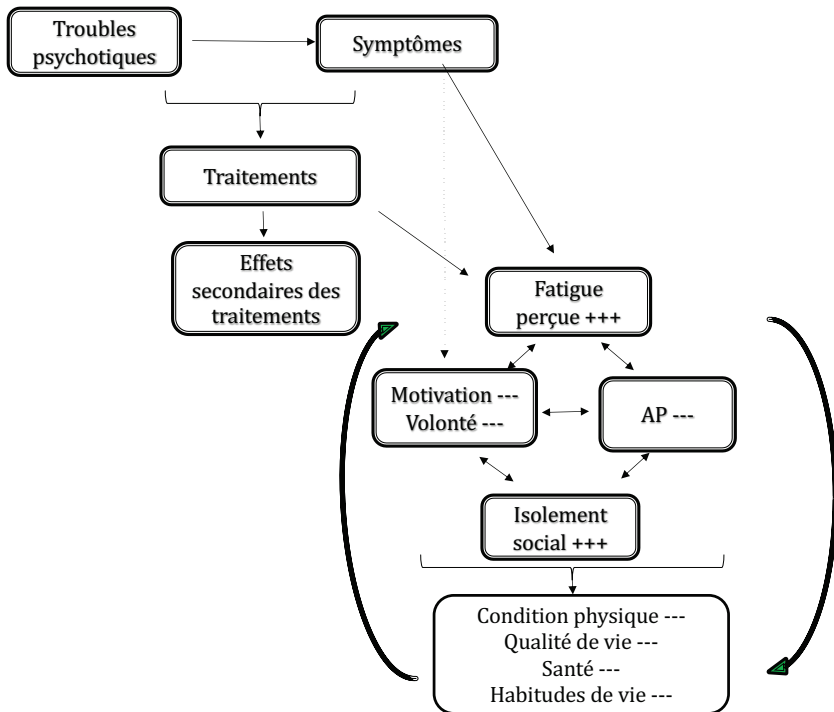 Troubles
psychotiques
Symptômes
Traitements
Effets
secondaires des
traitements
Fatigue
perçue +++
Motivation ---
Volonté ---
AP ---
Isolement
social +++
Condition physique ---
Qualité de vie ---
Santé ---
Habitudes de vie ---